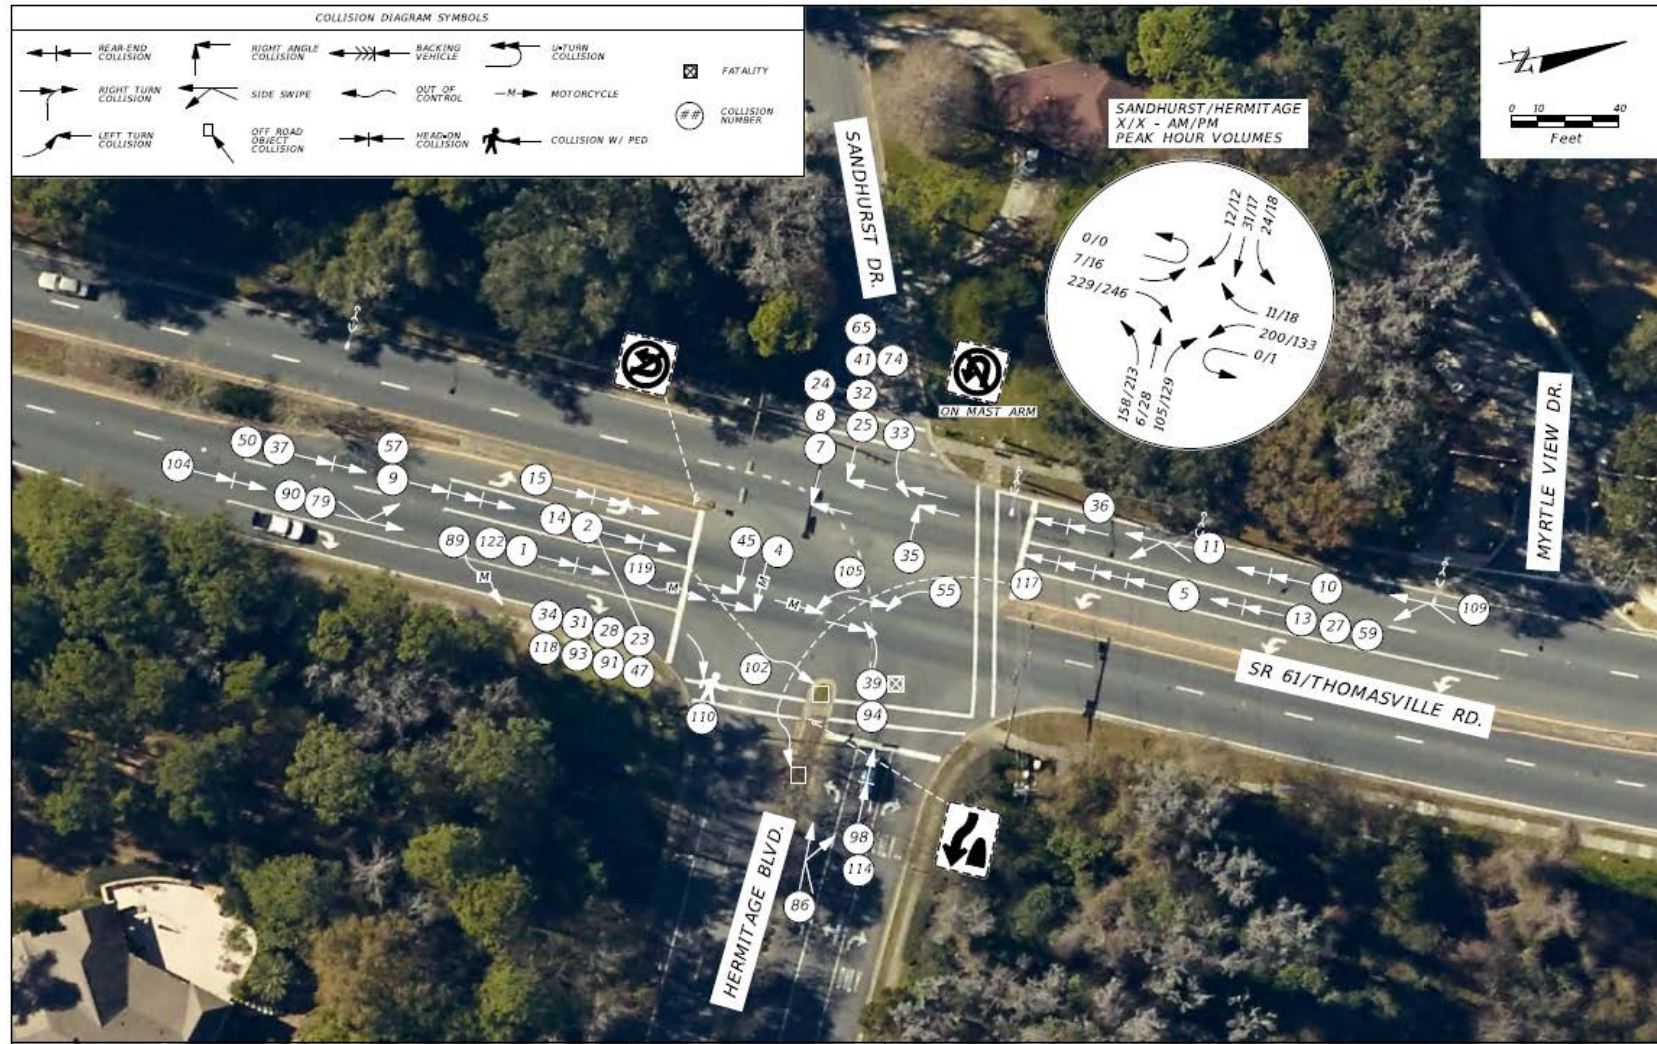 COLLISION DIAGRAM SYMBOLS
REAR-END
COLLISION
RIGHT ANGLE
COLLISION
BACKING
VEHICLE
U-TURN
COLLISION
RIGHT TURN
COLLISION
SIDE SWIPE
OUT OF
CONTROL
M
MOTORCYCLE
LEFT TURN
COLLISION
OFF ROAD
OBJECT
COLLISION
HEAD-ON
COLLISION
COLLISION W/ PED
FATALITY
##
COLLISION
NUMBER
SANDHURST/HERMITAGE
X/X - AM/PM
PEAK HOUR VOLUMES
N
0 10 40
Feet
SANDHURST DR.
12/12
31/17
24/18
0/0
7/16
229/246
11/18
200/133
0/1
158/213
6/28
105/129
MYRTLE VIEW DR.
ON MAST ARM
65
41 74
24
32
8
25
33
7
50
37
57
104
9
15
90
79
36
14
2
45
4
11
89
122
1
35
119
105
55
117
5
10
M
M
M
M
13
27
59
109
34
31
28
23
118
93
91
47
102
39
94
110
SR 61/THOMASVILLE RD.
98
114
86
HERMITAGE BLVD.